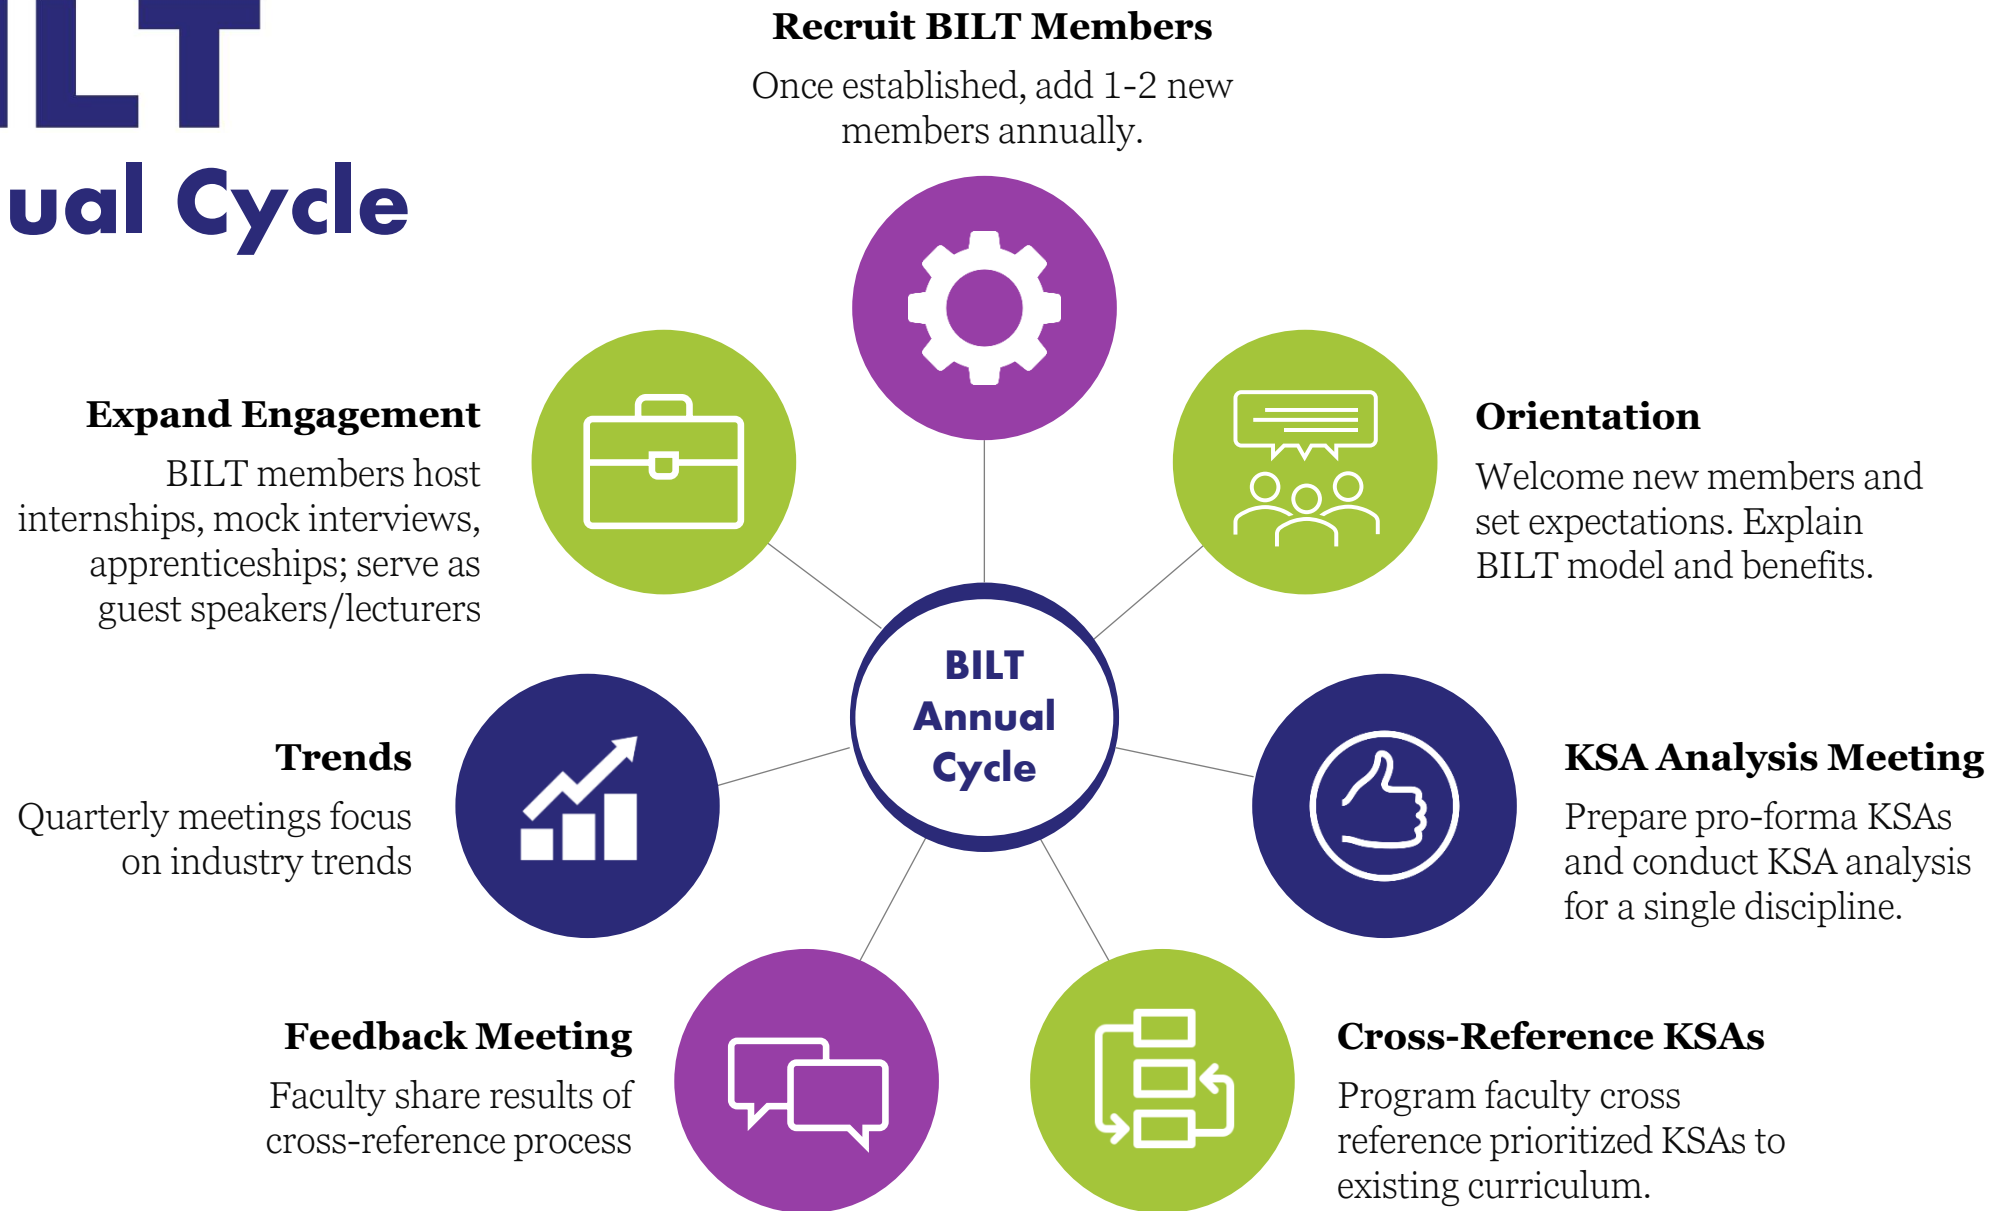 BILT
ual Cycle
Recruit BILT Members
Once established, add 1-2 new
members annually.
Orientation
Welcome new members and
set expectations. Explain
BILT model and benefits.
KSA Analysis Meeting
Prepare pro-forma KSAs
and conduct KSA analysis
for a single discipline.
Cross-Reference KSAs
Program faculty cross
reference prioritized KSAs to
existing curriculum.
Feedback Meeting
Faculty share results of
cross-reference process
Trends
Quarterly meetings focus
on industry trends
Expand Engagement
BILT members host
internships, mock interviews,
apprenticeships; serve as
guest speakers/lecturers
BILT
Annual
Cycle